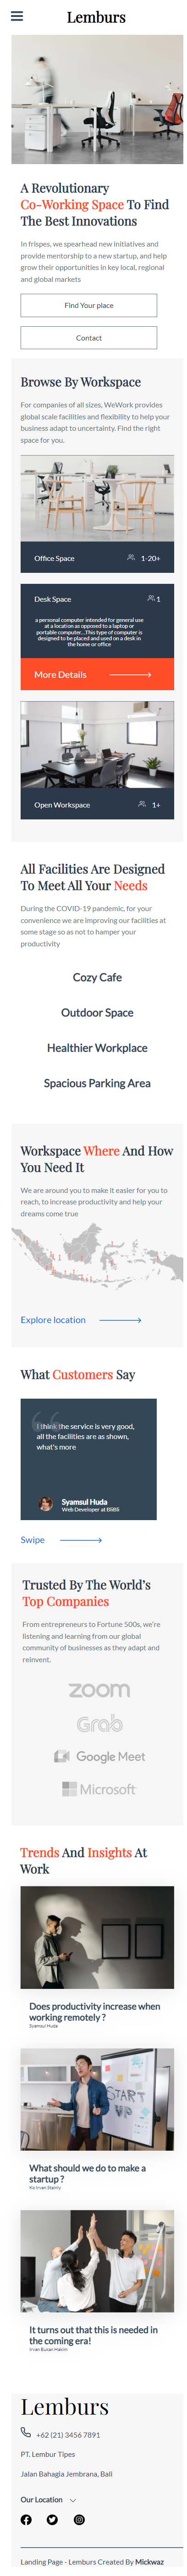 Lemburs
A Revolutionary
Co-Working Space To Find
The Best Innovations
In frispes, we spearhead new initiatives and
provide mentorship to a new startup, and help
grow their opportunities in key local, regional
and global markets
Find Your place
Contact
Browse By Workspace
For companies of all sizes, WeWork provides
global scale facilities and flexibility to help your
business adapt to uncertainty. Find the right
space for you.
Office Space 1-20+
Desk Space 1
a personal computer intended for general use
at a location as opposed to a laptop or
portable computer...This type of computer is
designed to be placed and used on a desk in
the home or office
More Details
Open Workspace 1+
All Facilities Are Designed
To Meet All Your Needs
During the COVID-19 pandemic, for your
convenience we are improving our facilities at
some stage so as not to hamper your
productivity
Cozy Cafe
Outdoor Space
Healthier Workplace
Spacious Parking Area
Workspace Where And How
You Need It
We are around you to make it easier for you to
reach, to increase productivity and help your
dreams come true
Explore location
What Customers Say
I think the service is very good,
all the facilities are as shown,
what's more
Syamsul Huda
Web Developer at BliBli
Swipe
Trusted By The World's
Top Companies
From entrepreneurs to Fortune 500s, we're
listening and learning from our global
community of businesses as they adapt and
reinvent.
zoom
Grab
Google Meet
Microsoft
Trends And Insights At
Work
Does productivity increase when
working remotely ?
Syamsul Huda
START
UP
What should we do to make a
startup ?
Ko Irvan Stanny
It turns out that this is needed in
the coming era!
Lemburs
+62 (21) 3456 7891
PT. Lembur Tipes
Jalan Bahagia Jembrana, Bali
Our Location
Landing Page - Lemburs Created By Mickwaz